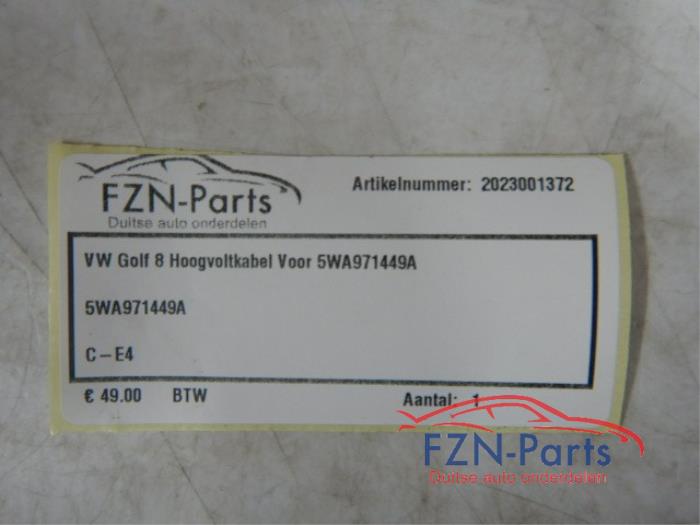 FZN-Parts
Duitse auto onderdelen
Artikelnummer: 2023001372
VW Golf 8 Hoogvoltkabel Voor 5WA971449A
5WA971449A
C-E4
€ 49.00 BTW
Aantal: 1
FZN-Parts
Duitse auto onderdelen